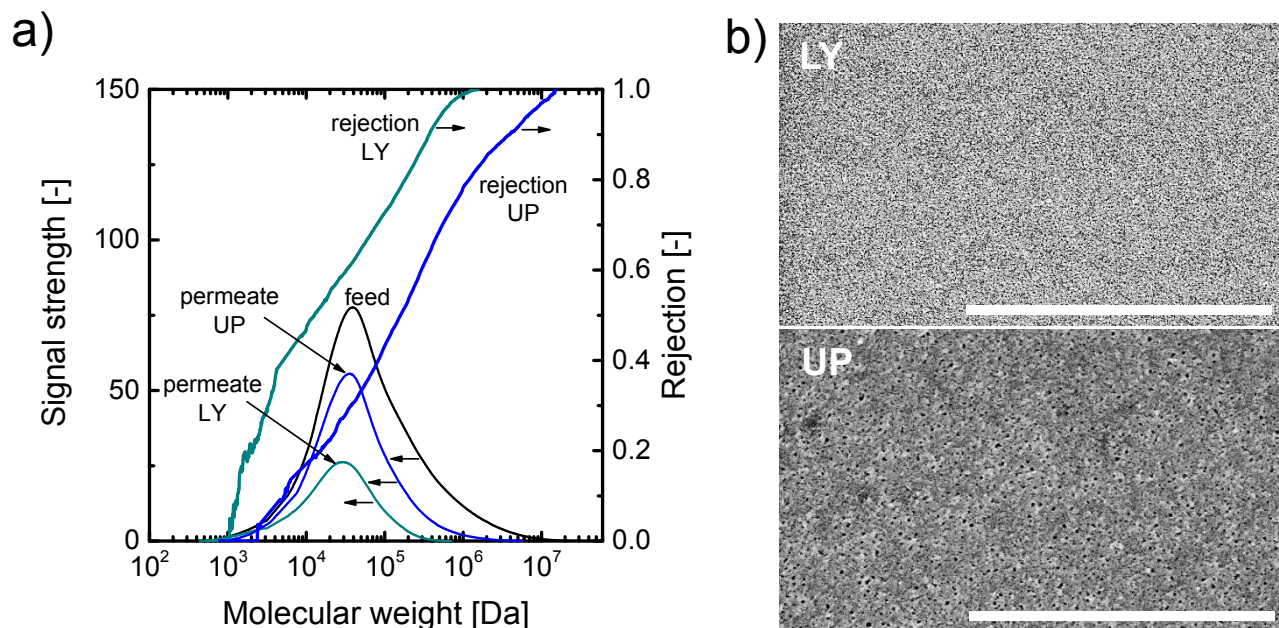 a)
150
100
50
0
Signal strength [-]
10²
10³
10⁴
10⁵
10⁶
10⁷
Molecular weight [Da]
1.0
0.8
0.6
0.4
0.2
0.0
Rejection [-]
rejection
LY
rejection
UP
permeate
UP
feed
permeate
LY
b)
LY
UP